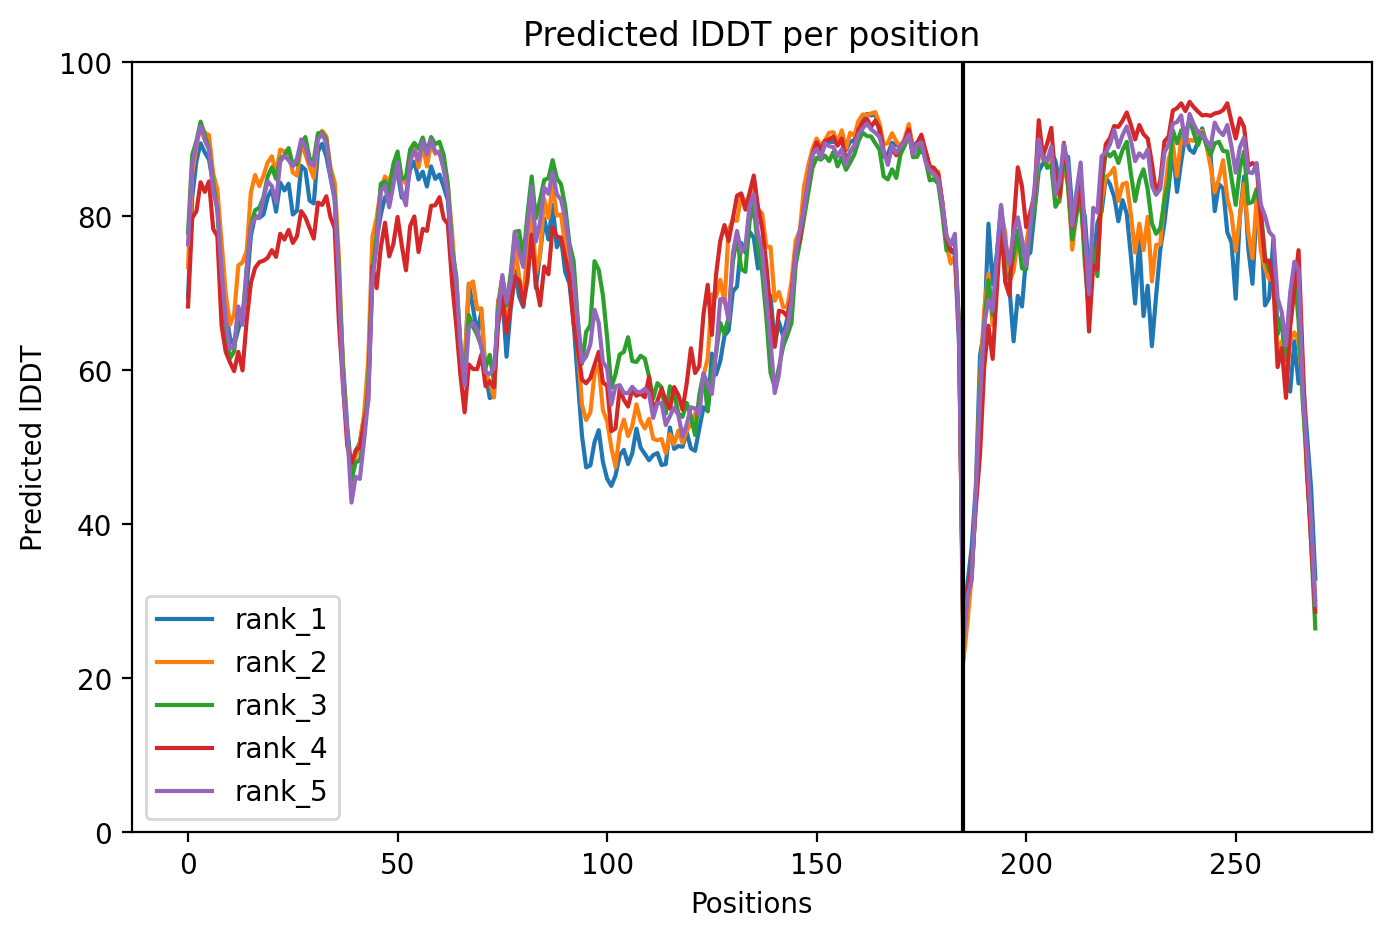 Predicted lDDT per position
100
80
60
40
20
0
Predicted lDDT
rank_1
rank_2
rank_3
rank_4
rank_5
0 50 100 150 200 250
Positions